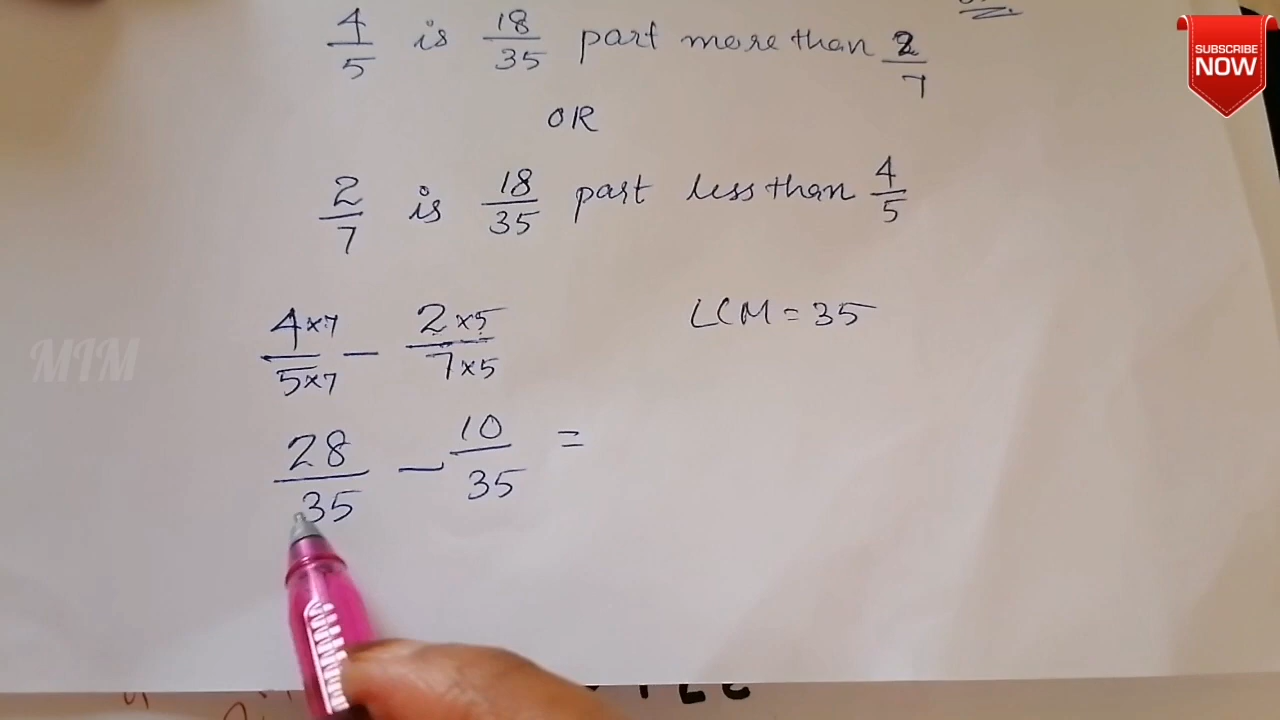 4/5 is 18/35 part more than 2/7
SUBSCRIBE
NOW
OR
2/7 is 18/35 part less than 4/5
4×7/5×7 − 2×5/7×5
LCM = 35
MIM
28/35 − 10/35 =